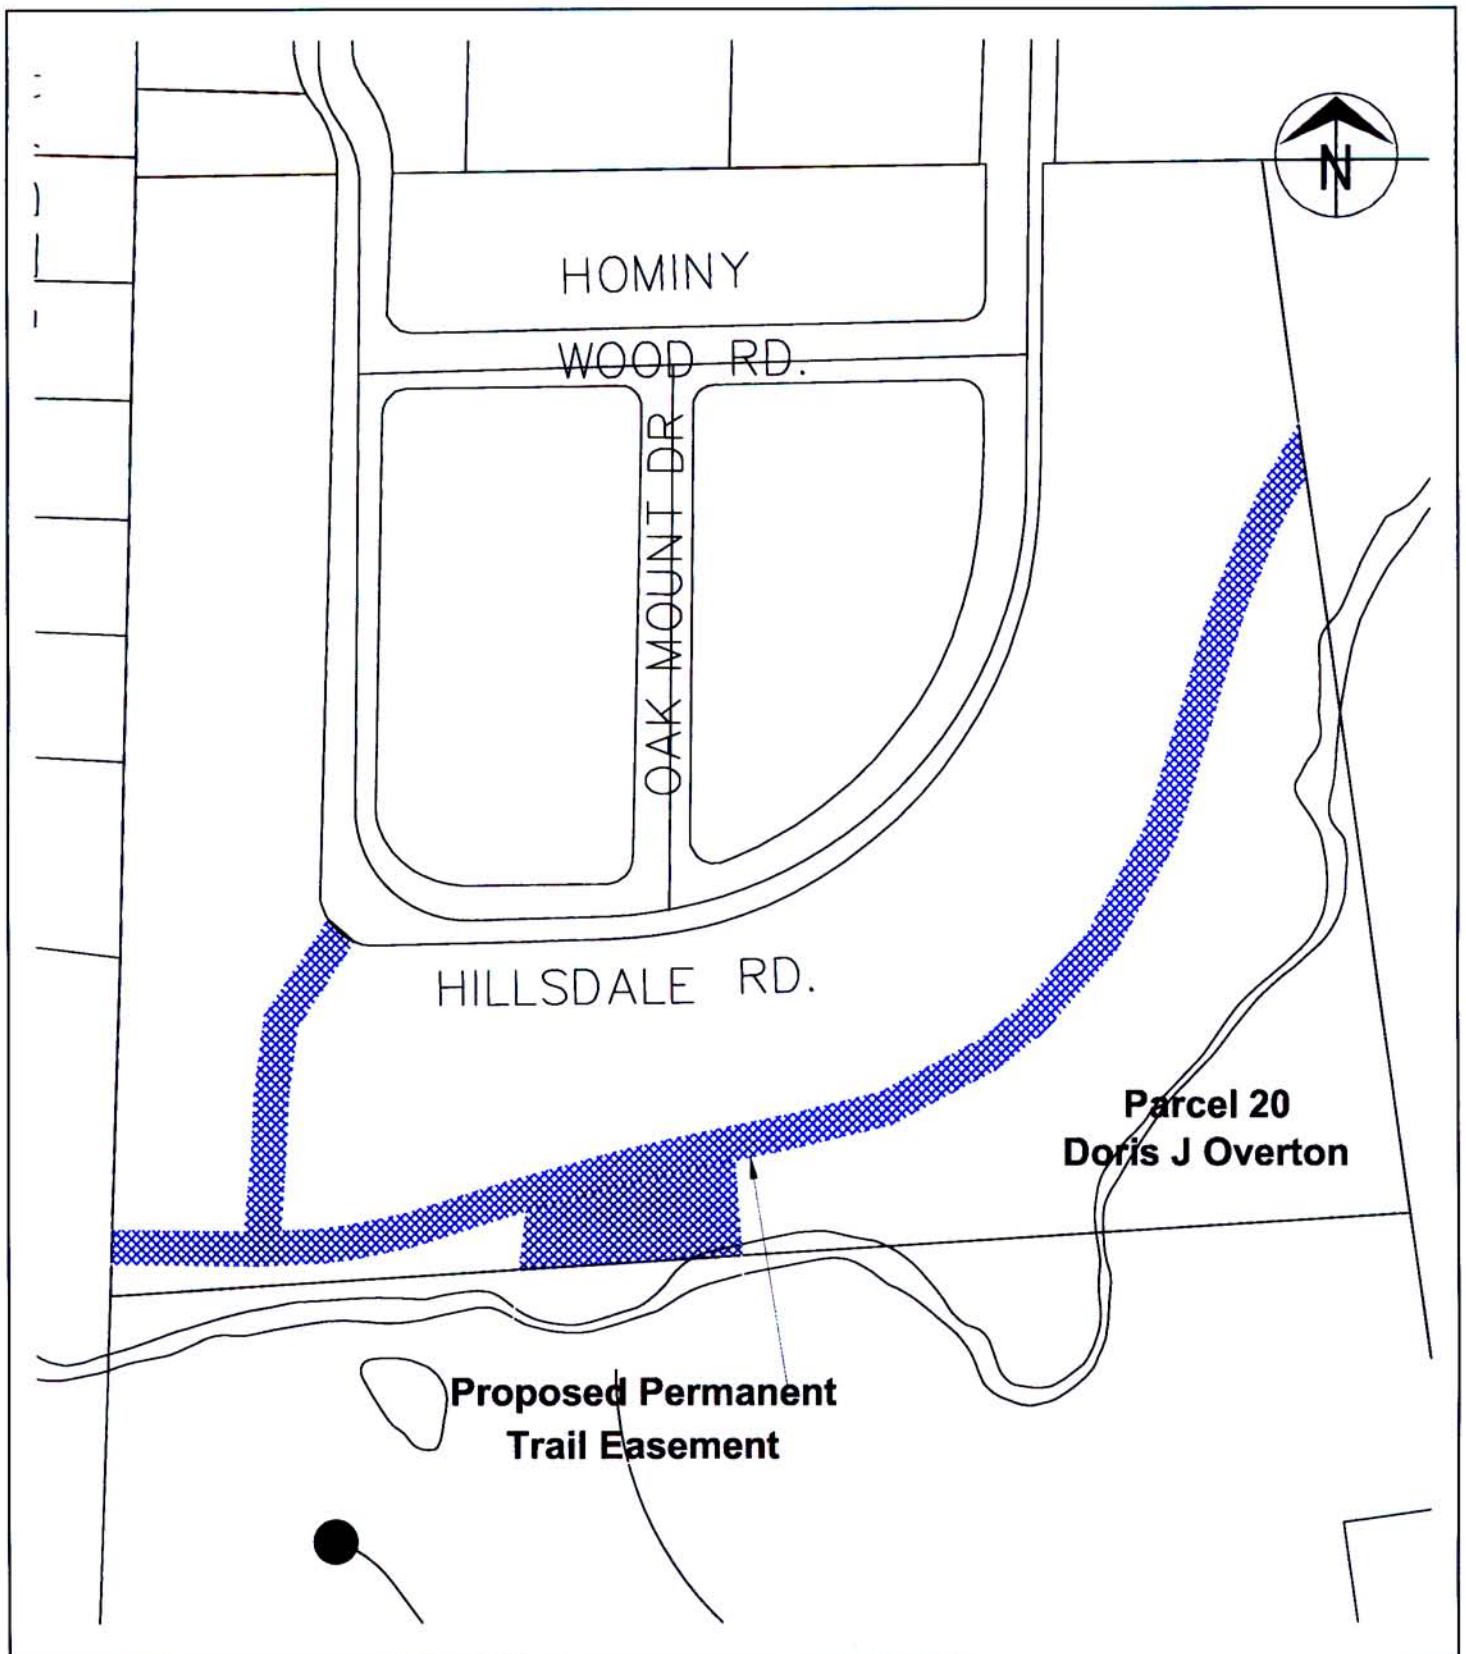 N
HOMINY
WOOD RD.
OAK MOUNT DR
HILLSDALE RD.
Parcel 20
Doris J Overton
Proposed Permanent
Trail Easement